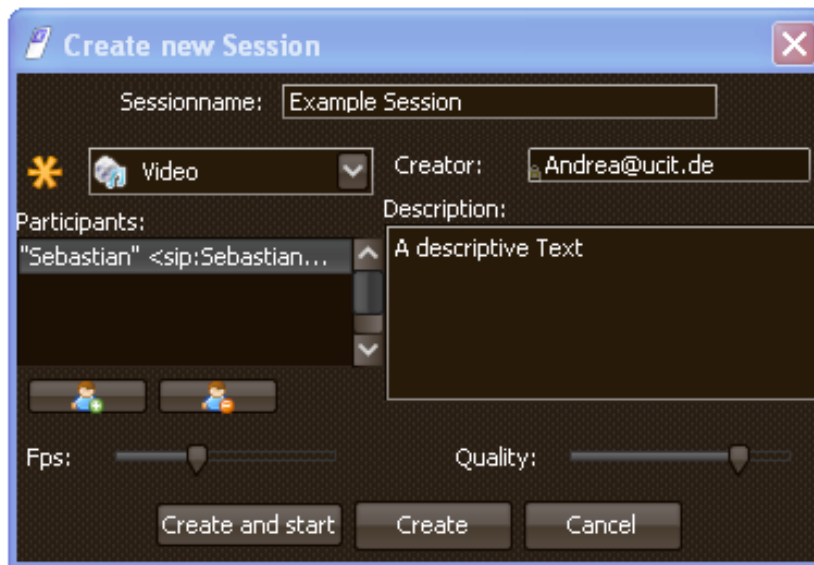 Create new Session
Sessionname: Example Session
Video
Creator: Andrea@ucit.de
Participants:
Description:
"Sebastian" <sip:Sebastian...
A descriptive Text
Fps:
Quality:
Create and start
Create
Cancel